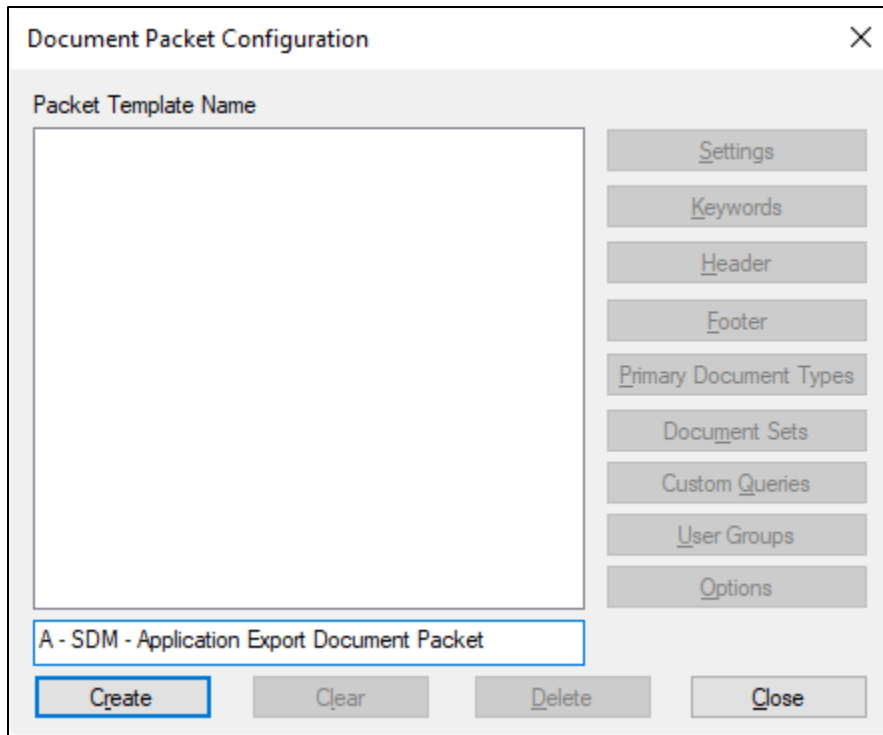 Document Packet Configuration
Packet Template Name
Settings
Keywords
Header
Footer
Primary Document Types
Document Sets
Custom Queries
User Groups
Options
A - SDM - Application Export Document Packet
Create
Clear
Delete
Close